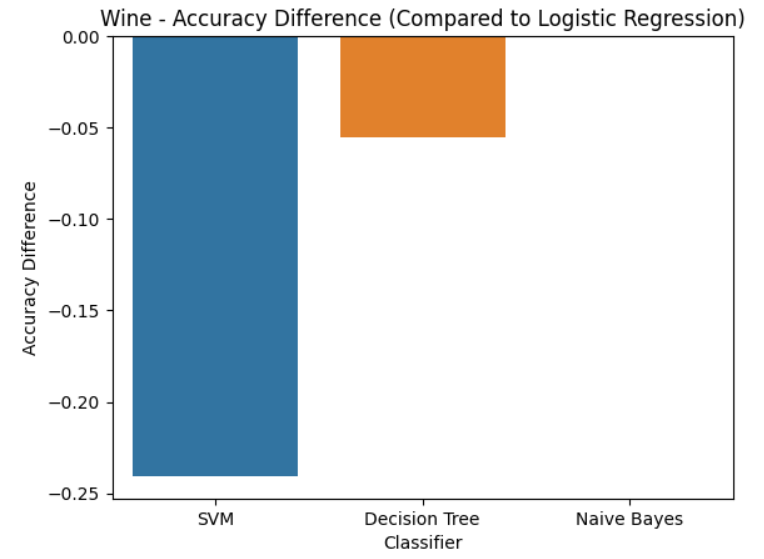 Wine - Accuracy Difference (Compared to Logistic Regression)
0.00
−0.05
−0.10
−0.15
−0.20
−0.25
Accuracy Difference
SVM
Decision Tree
Naive Bayes
Classifier